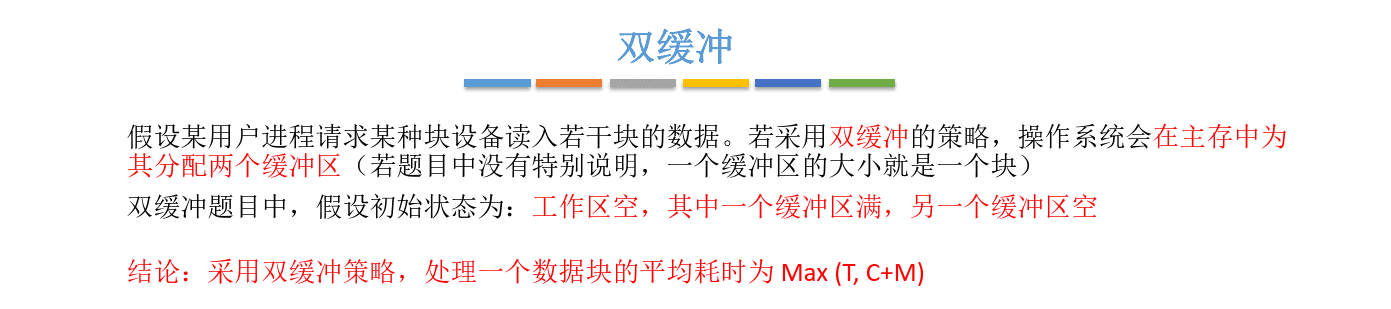 双缓冲
假设某用户进程请求某种块设备读入若干块的数据。若采用双缓冲的策略，操作系统会在主存中为
其分配两个缓冲区（若题目中没有特别说明，一个缓冲区的大小就是一个块）
双缓冲题目中，假设初始状态为：工作区空，其中一个缓冲区满，另一个缓冲区空
结论：采用双缓冲策略，处理一个数据块的平均耗时为 Max (T, C+M)